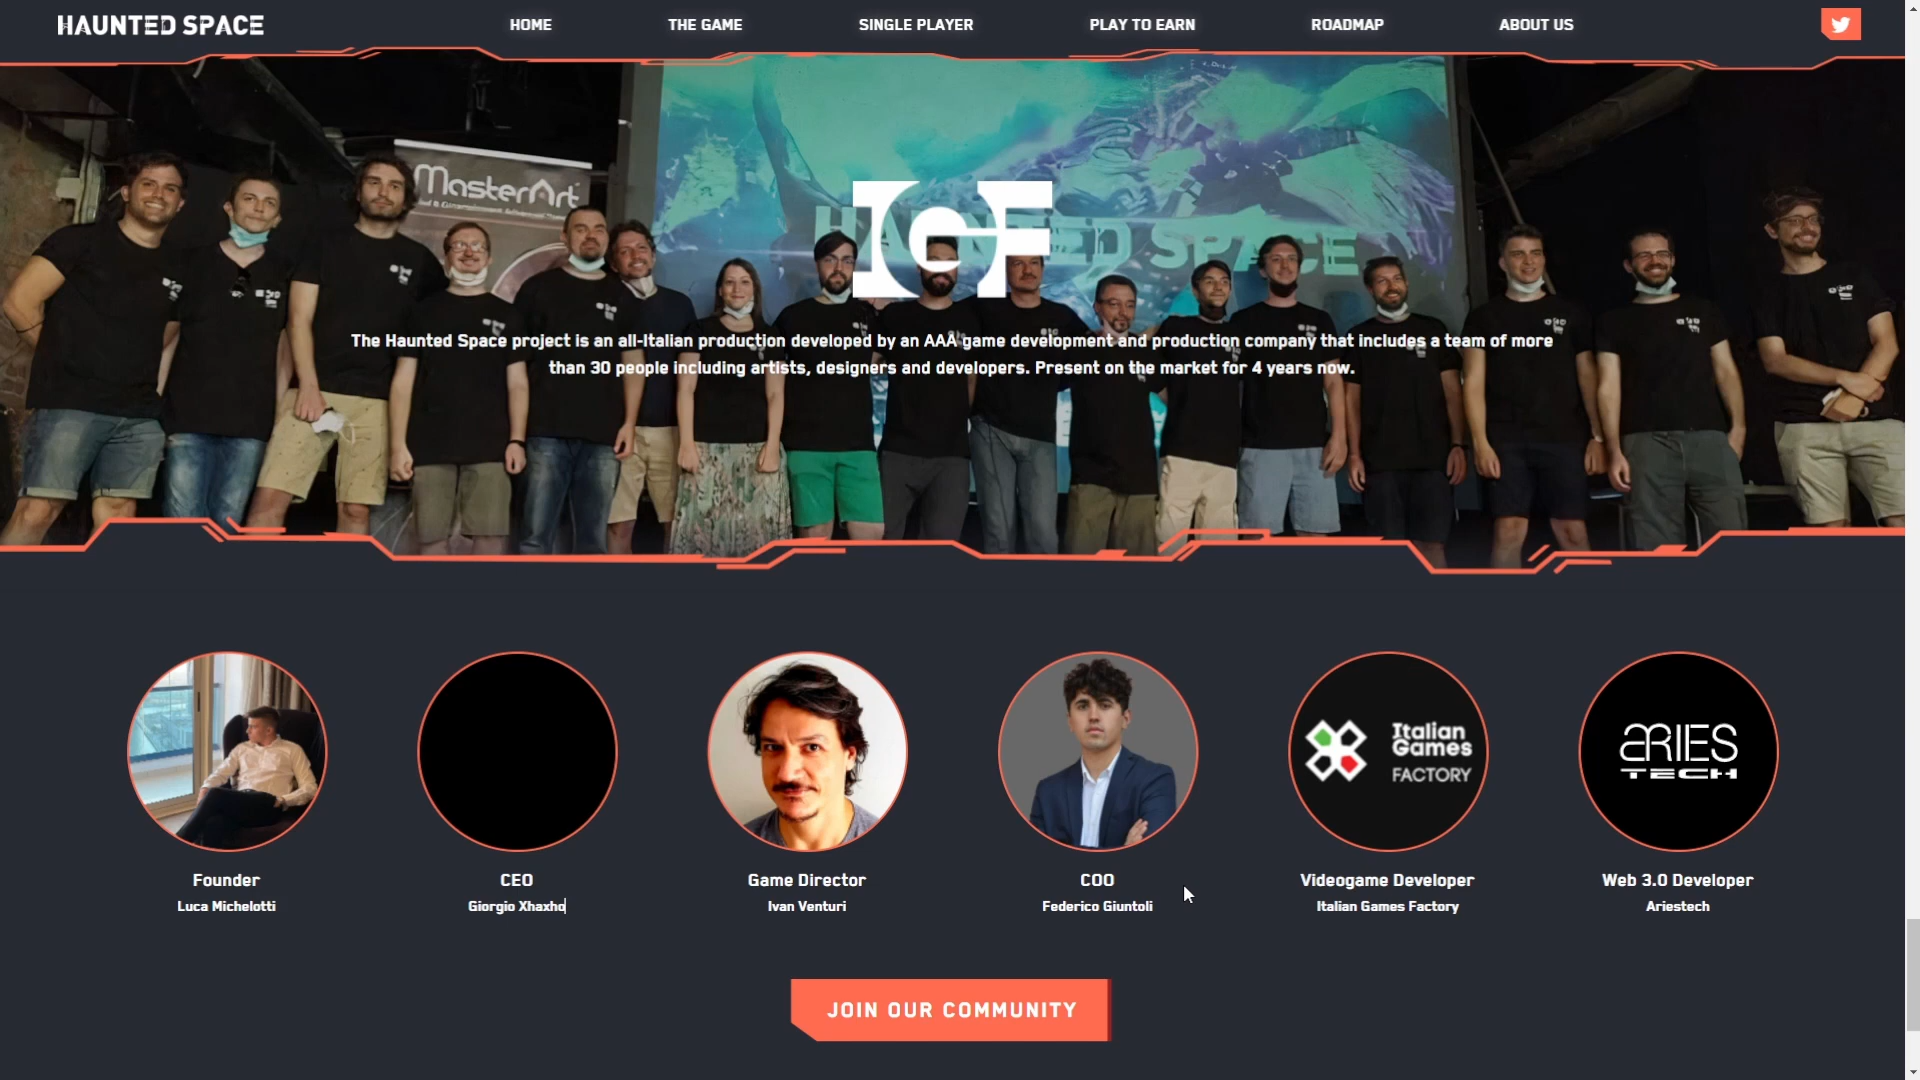 HAUNTED SPACE
HOME
THE GAME
SINGLE PLAYER
PLAY TO EARN
ROADMAP
ABOUT US
MasterArt
IGF
HAUNTED SPACE
The Haunted Space project is an all-Italian production developed by an AAA game development and production company that includes a team of more
than 30 people including artists, designers and developers. Present on the market for 4 years now.
Italian
Games
FACTORY
ARIES
TECH
Founder
CEO
Game Director
COO
Videogame Developer
Web 3.0 Developer
Luca Michelotti
Giorgio Xhaxho
Ivan Venturi
Federico Giuntoli
Italian Games Factory
Ariestech
JOIN OUR COMMUNITY